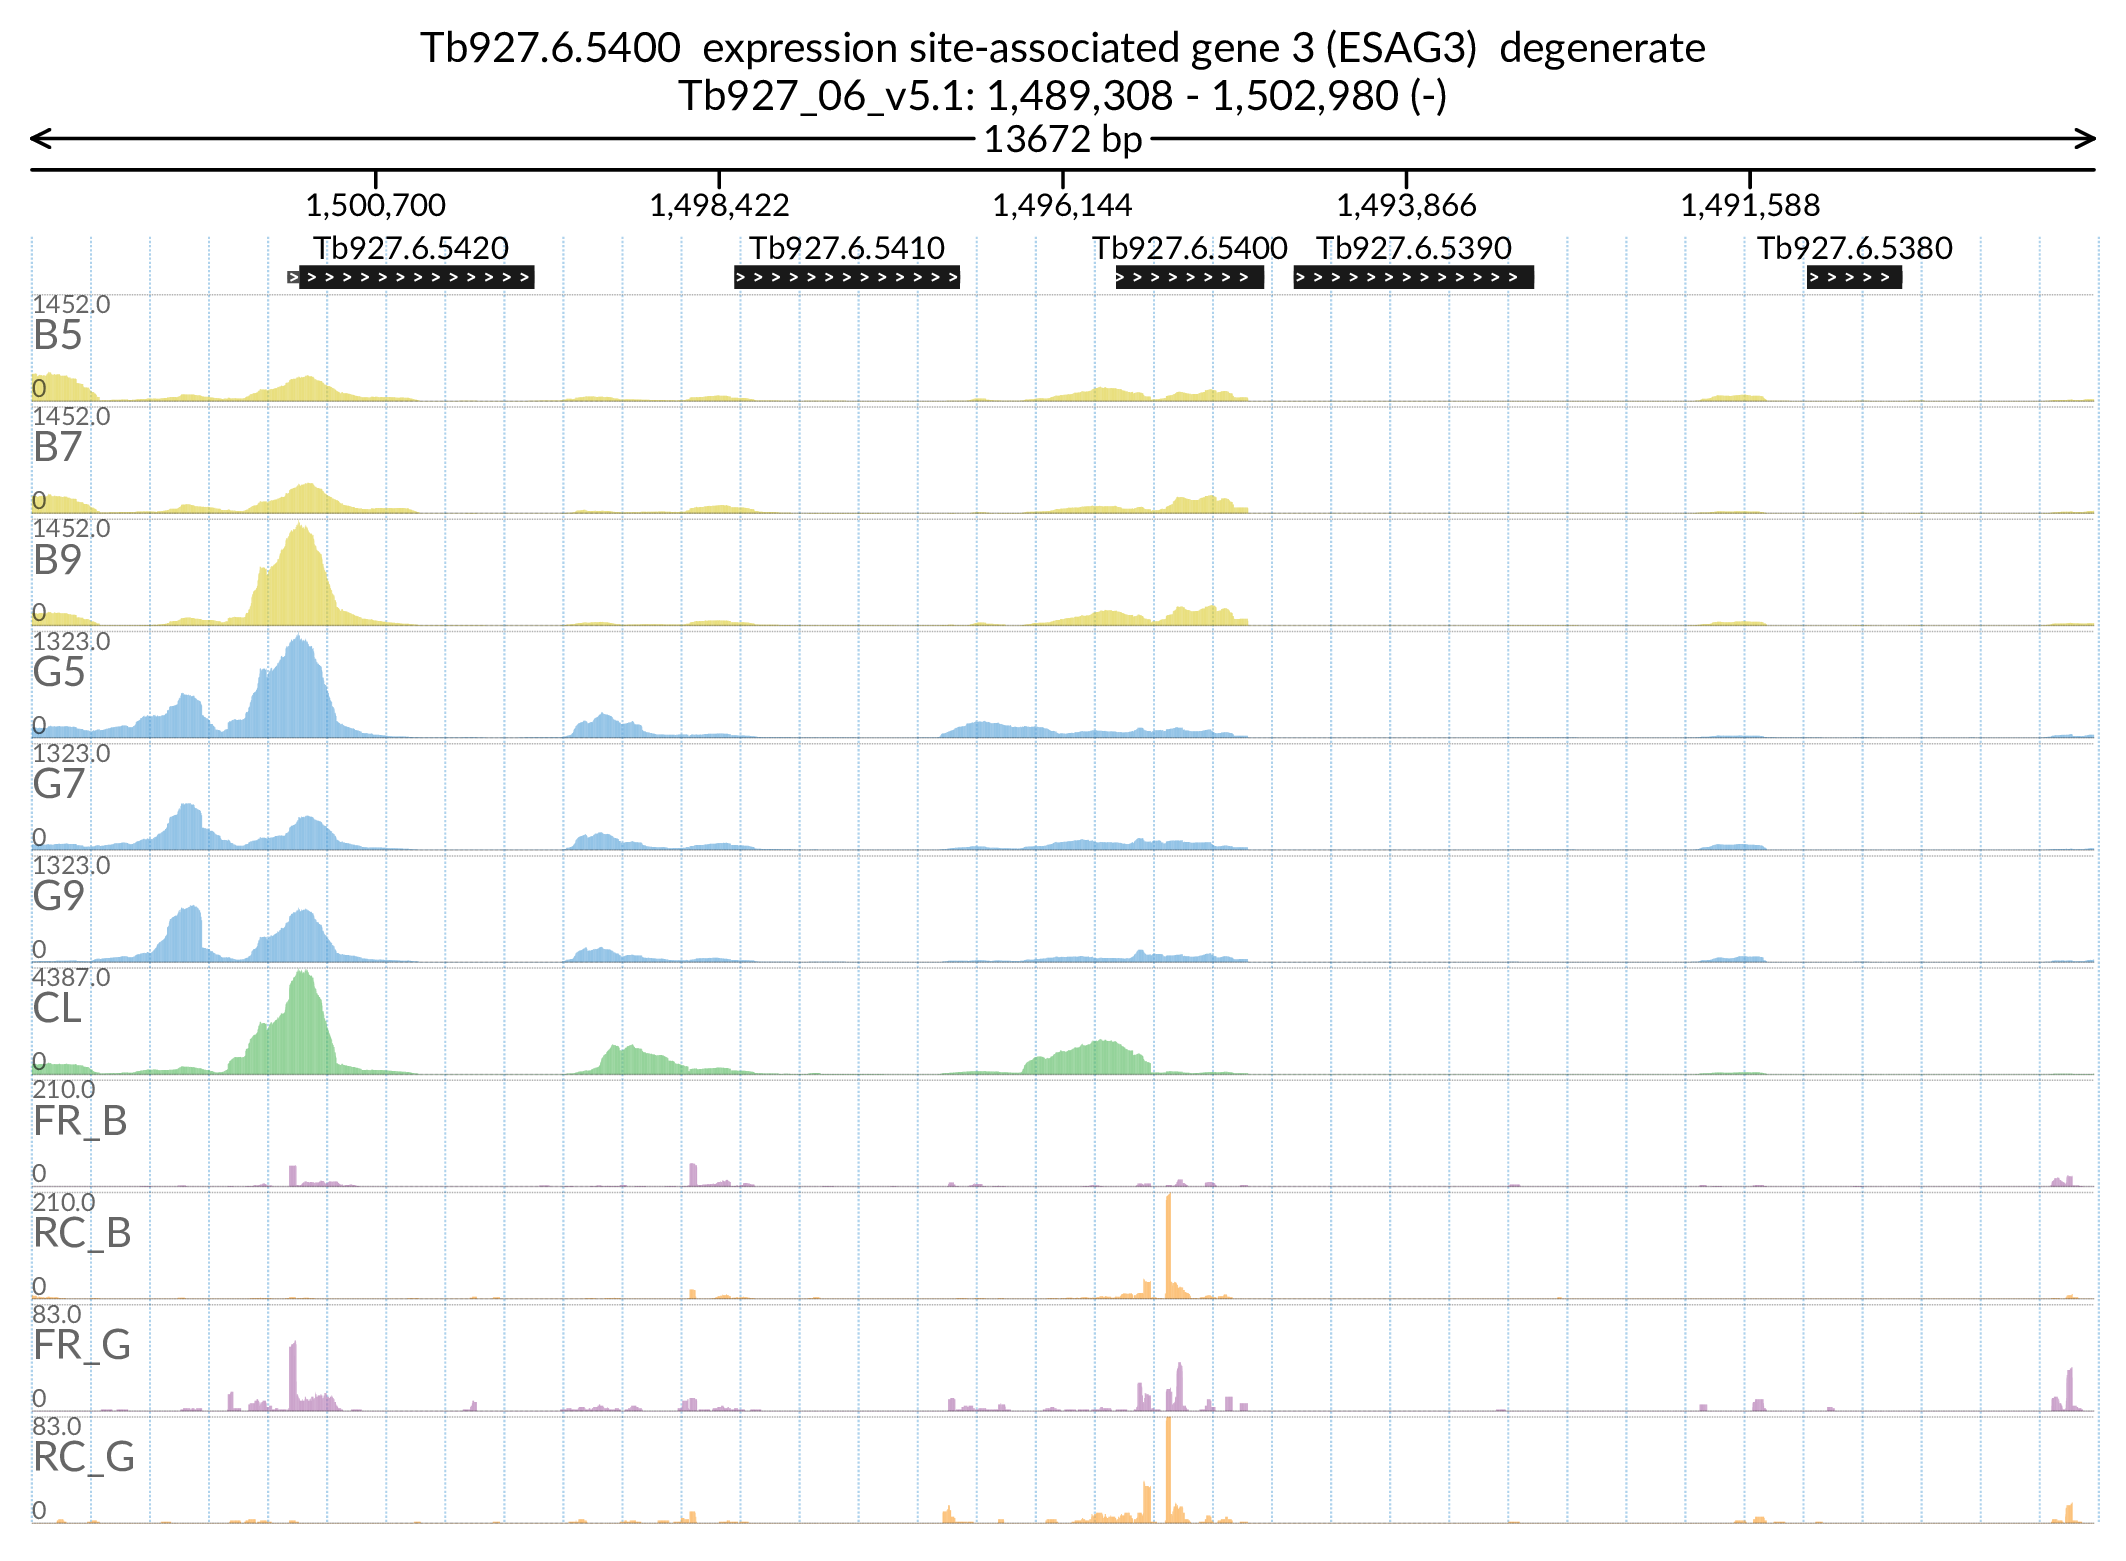 Tb927.6.5400 expression site-associated gene 3 (ESAG3) degenerate
Tb927_06_v5.1: 1,489,308 - 1,502,980 (-)
13672 bp
1,500,700 1,498,422 1,496,144 1,493,866 1,491,588
Tb927.6.5420 Tb927.6.5410 Tb927.6.5400 Tb927.6.5390 Tb927.6.5380
1452.0
B5
0
1452.0
B7
0
1452.0
B9
0
1323.0
G5
0
1323.0
G7
0
1323.0
G9
0
4387.0
CL
0
210.0
FR_B
0
210.0
RC_B
0
83.0
FR_G
0
83.0
RC_G
0